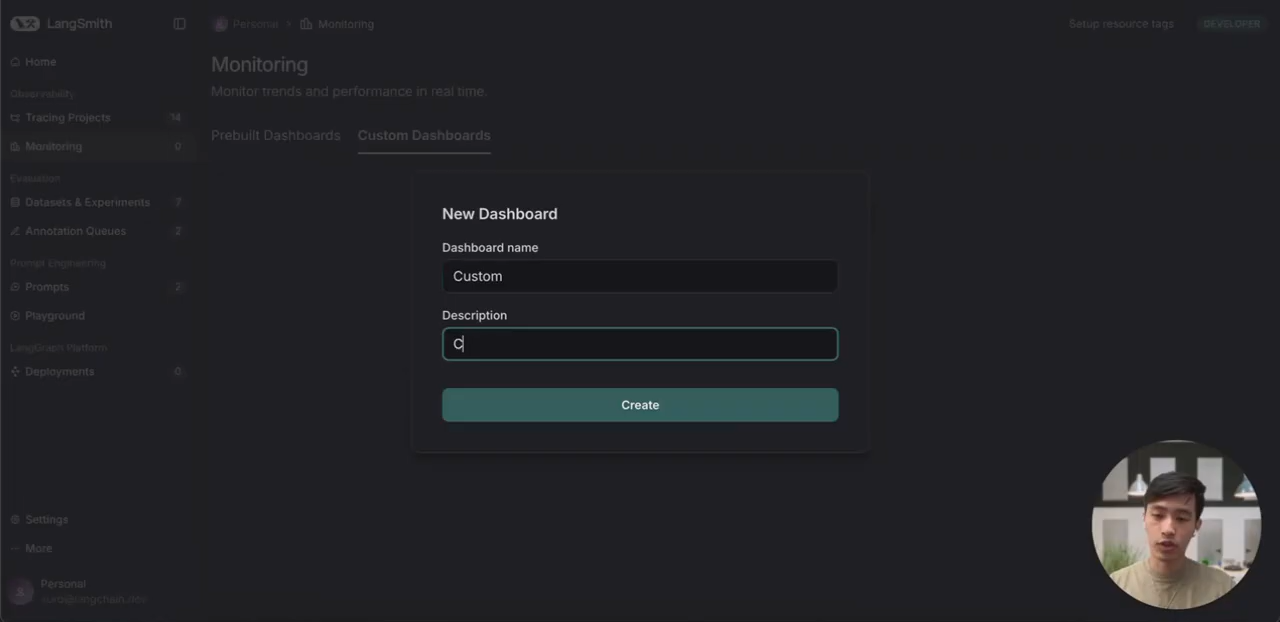 LangSmith
Personal > Monitoring
Setup resource tags
DEVELOPER
Home
Observability
Tracing Projects 14
Monitoring 0
Evaluation
Datasets & Experiments 7
Annotation Queues 2
Prompt Engineering
Prompts 2
Playground
LangGraph Platform
Deployments 0
Settings
More
Personal
Monitoring
Monitor trends and performance in real time.
Prebuilt Dashboards Custom Dashboards
New Dashboard
Dashboard name
Custom
Description
C
Create